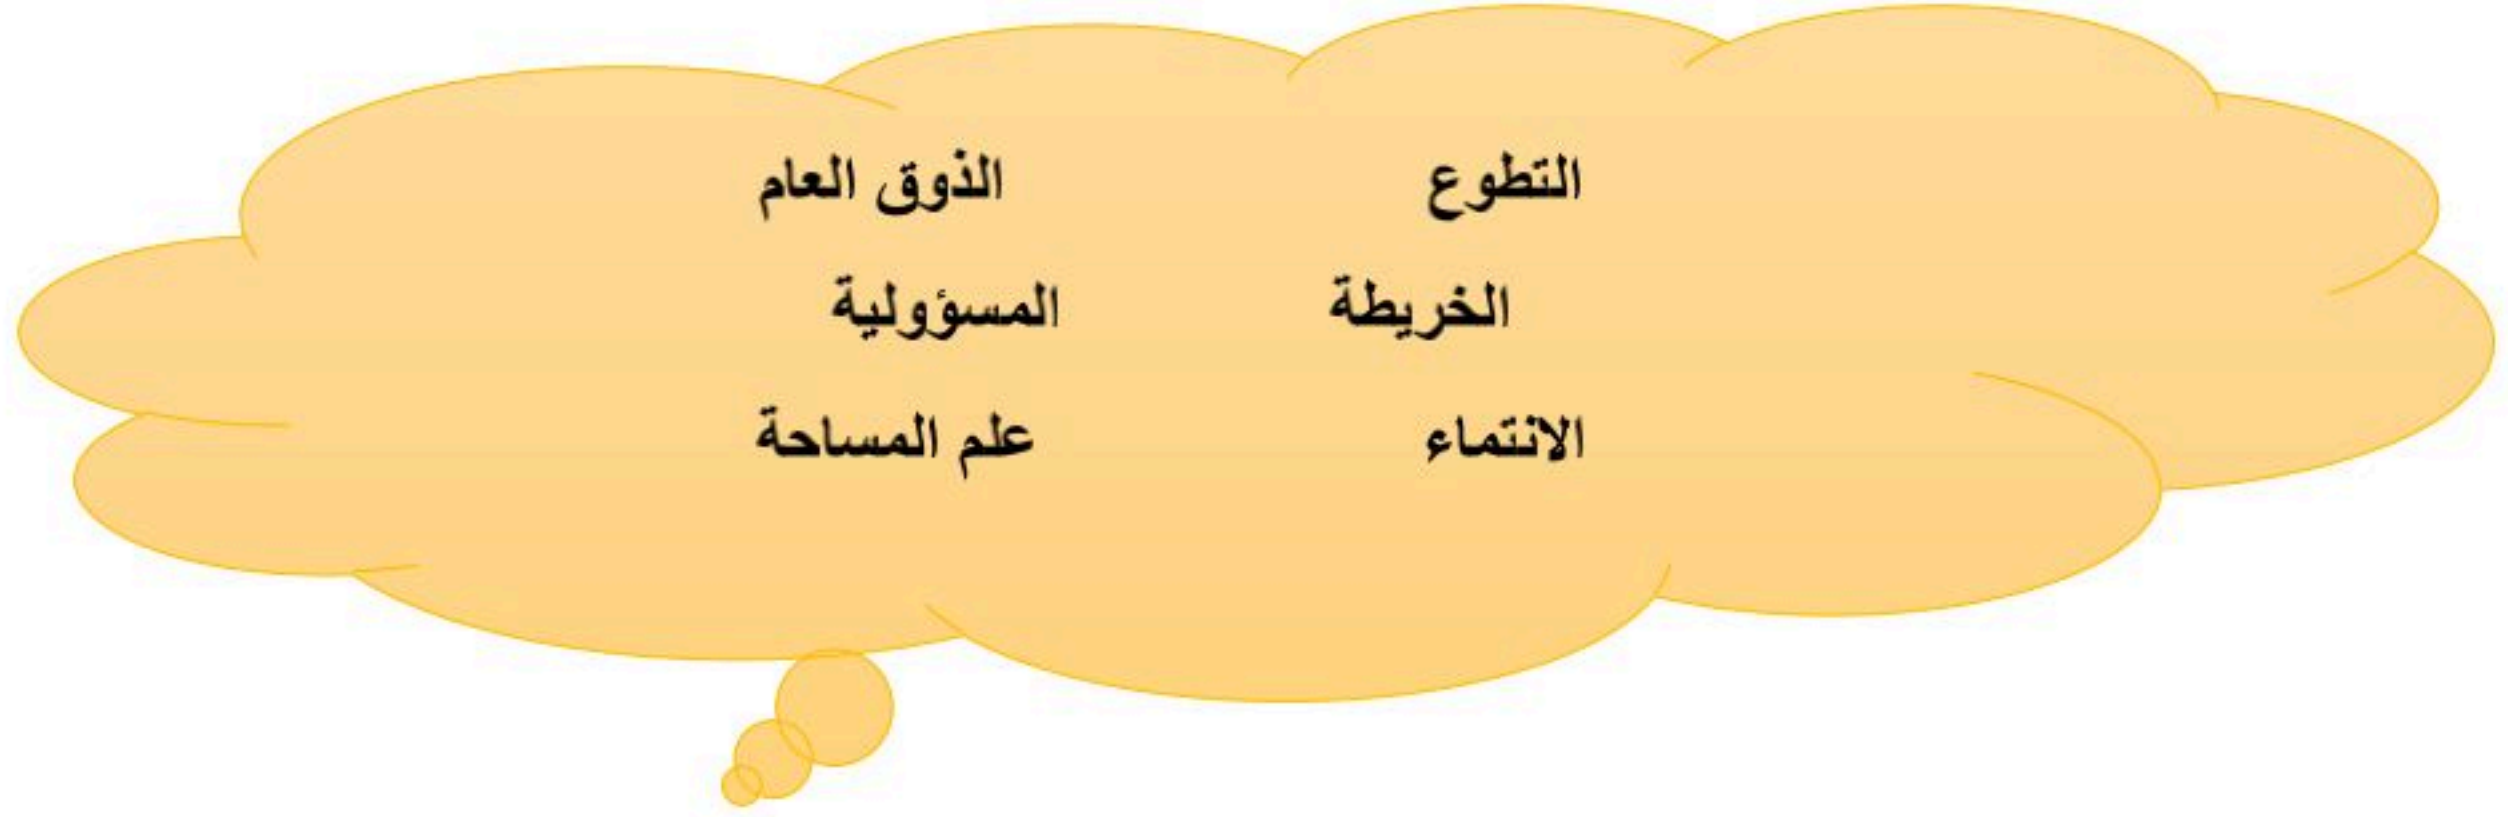 التطوع الذوق العام
الخريطة المسؤولية
الانتماء علم المساحة